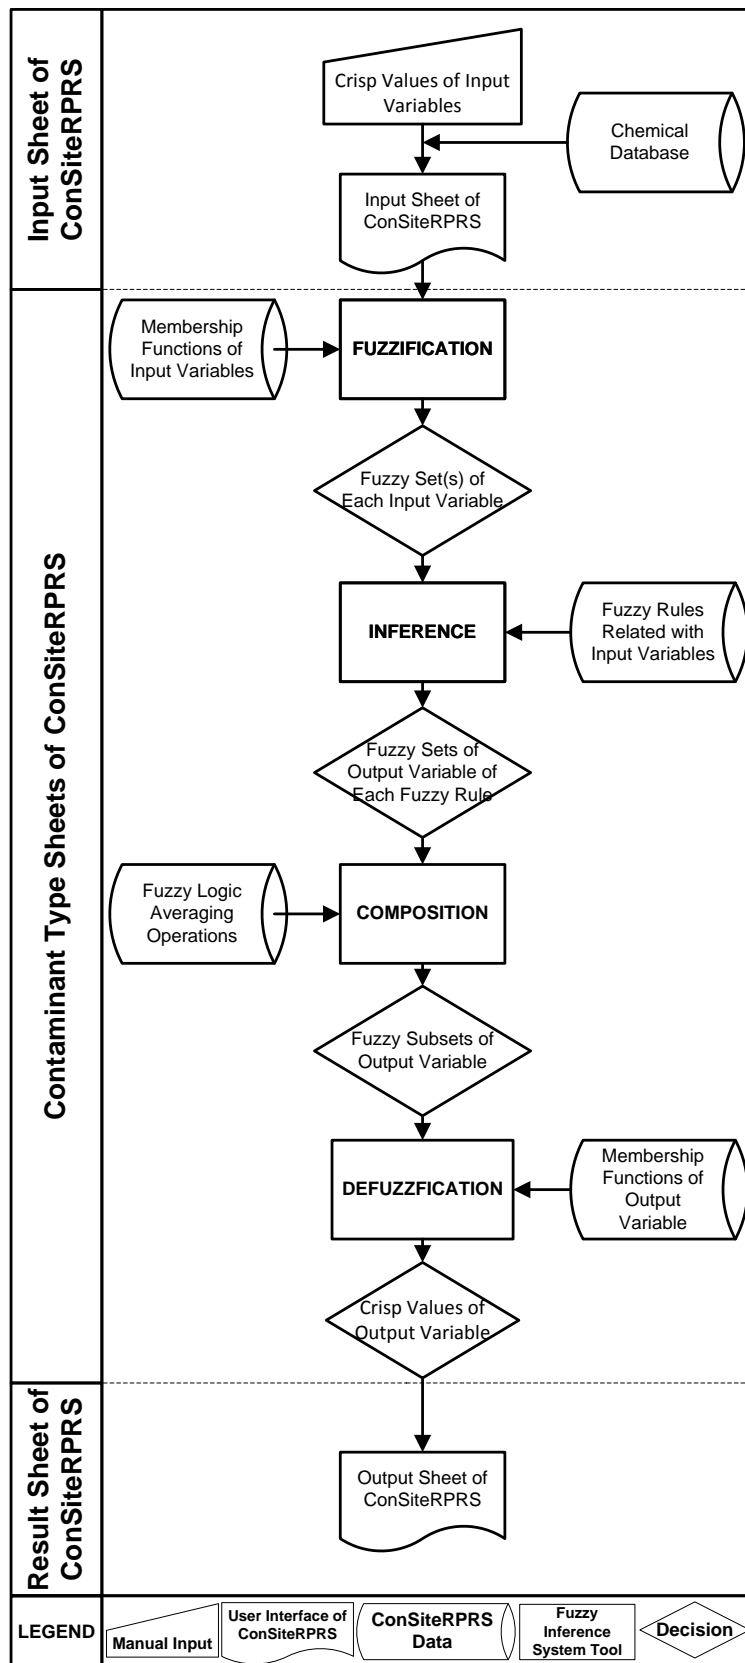 Input Sheet of
ConSiteRPRS
Crisp Values of Input
Variables
Chemical
Database
Input Sheet of
ConSiteRPRS
Contaminant Type Sheets of ConSiteRPRS
Membership
Functions of
Input Variables
FUZZIFICATION
Fuzzy Set(s) of
Each Input Variable
INFERENCE
Fuzzy Rules
Related with
Input Variables
Fuzzy Sets of
Output Variable of
Each Fuzzy Rule
Fuzzy Logic
Averaging
Operations
COMPOSITION
Fuzzy Subsets of
Output Variable
DEFUZZFICATION
Membership
Functions of
Output
Variable
Crisp Values of
Output Variable
Result Sheet of
ConSiteRPRS
Output Sheet of
ConSiteRPRS
LEGEND
Manual Input
User Interface of
ConSiteRPRS
ConSiteRPRS
Data
Fuzzy
Inference
System Tool
Decision